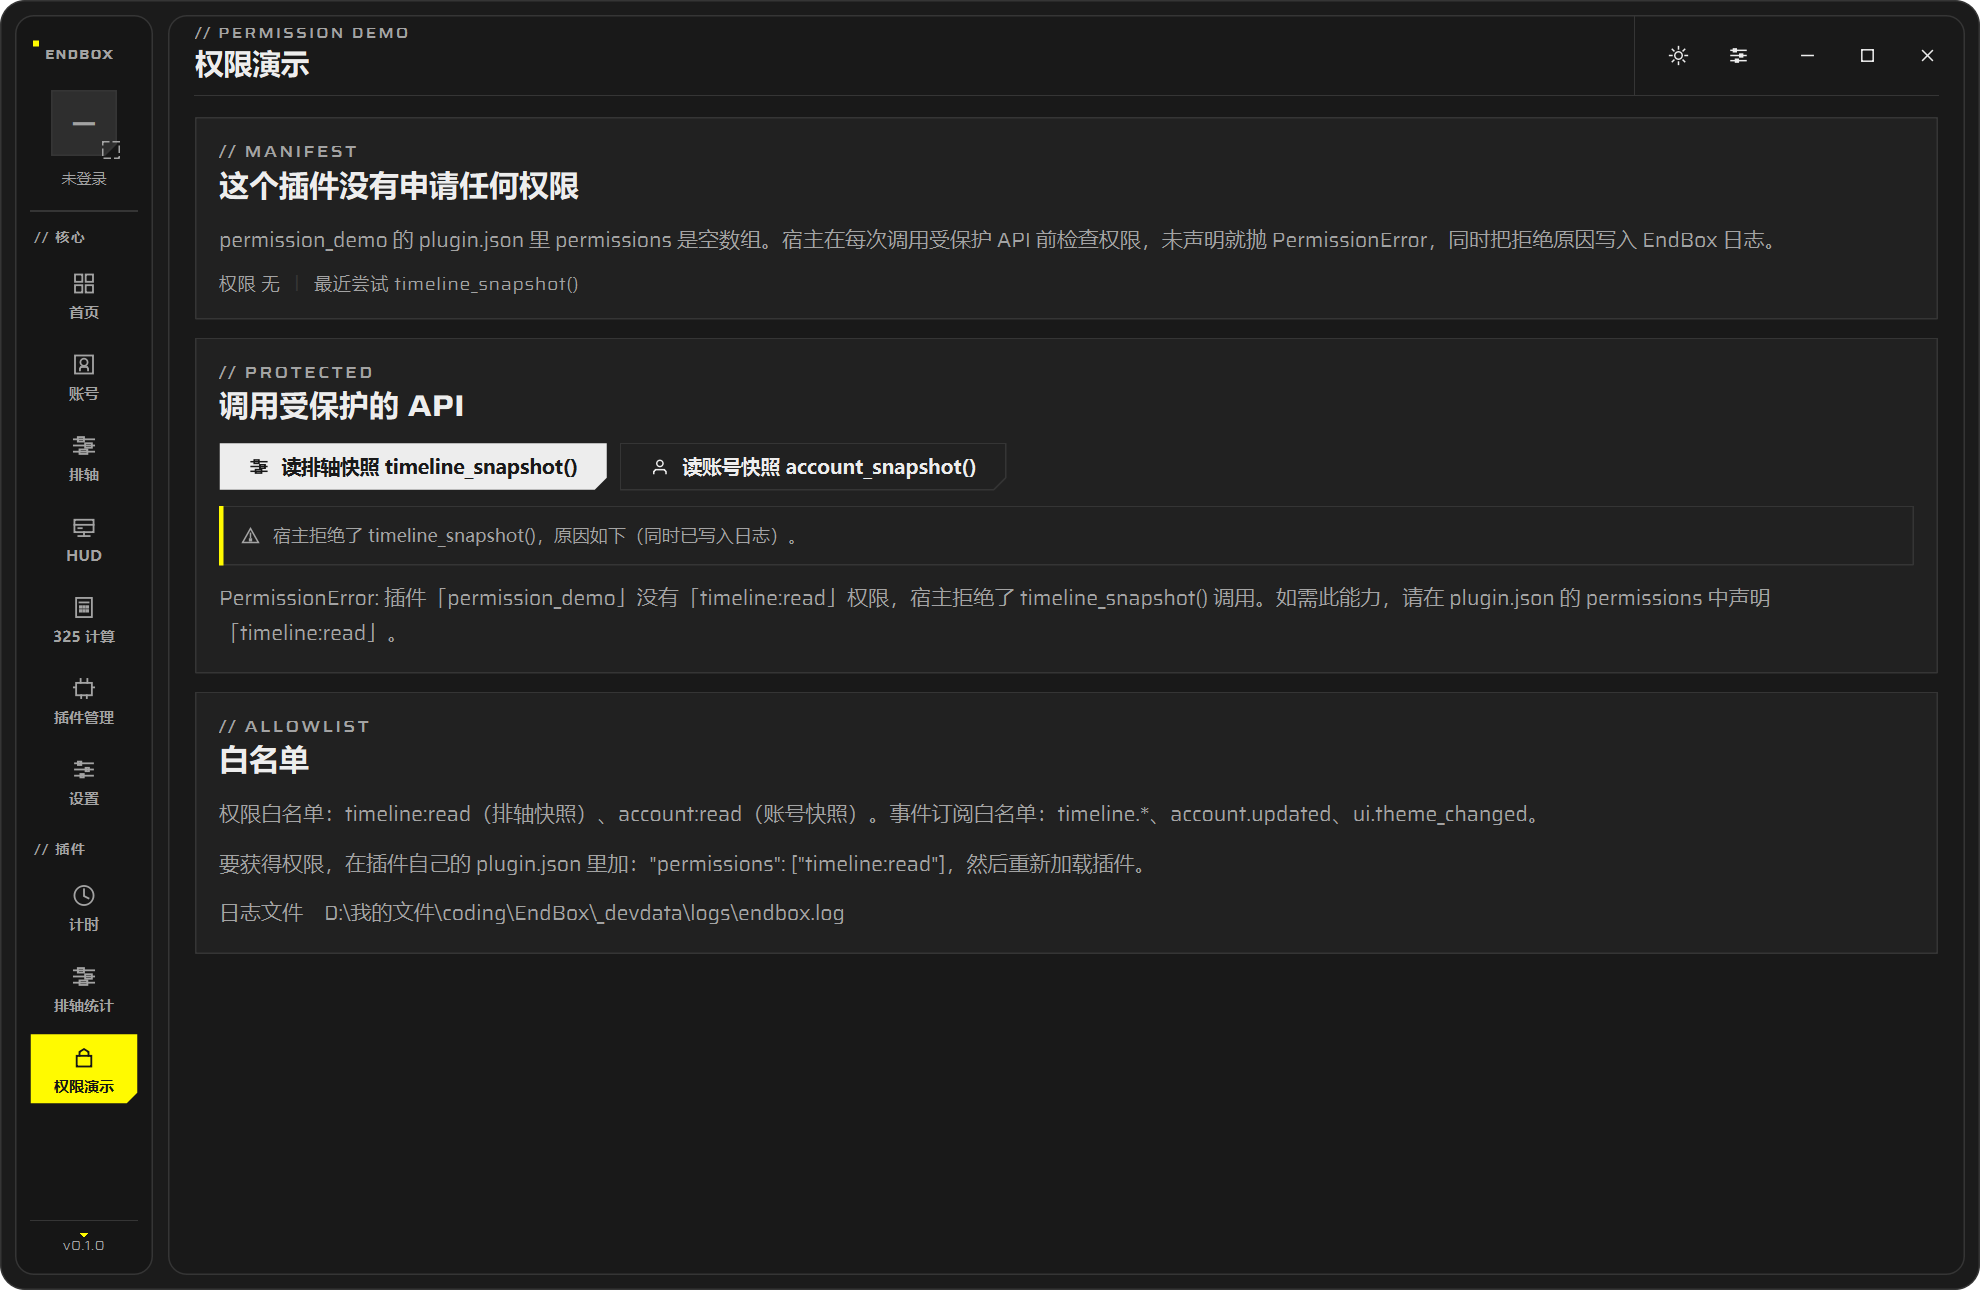 ENDBOX
未登录
// 核心
首页
账号
排轴
HUD
325 计算
插件管理
设置
// 插件
计时
排轴统计
权限演示
v0.1.0
// PERMISSION DEMO
权限演示
// MANIFEST
这个插件没有申请任何权限
permission_demo 的 plugin.json 里 permissions 是空数组。宿主在每次调用受保护 API 前检查权限，未声明就抛 PermissionError，同时把拒绝原因写入 EndBox 日志。
权限 无 | 最近尝试 timeline_snapshot()
// PROTECTED
调用受保护的 API
读排轴快照 timeline_snapshot()
读账号快照 account_snapshot()
宿主拒绝了 timeline_snapshot()，原因如下（同时已写入日志）。
PermissionError: 插件「permission_demo」没有「timeline:read」权限，宿主拒绝了 timeline_snapshot() 调用。如需此能力，请在 plugin.json 的 permissions 中声明
「timeline:read」。
// ALLOWLIST
白名单
权限白名单：timeline:read（排轴快照）、account:read（账号快照）。事件订阅白名单：timeline.*、account.updated、ui.theme_changed。
要获得权限，在插件自己的 plugin.json 里加："permissions": ["timeline:read"]，然后重新加载插件。
日志文件 D:\我的文件\coding\EndBox\_devdata\logs\endbox.log